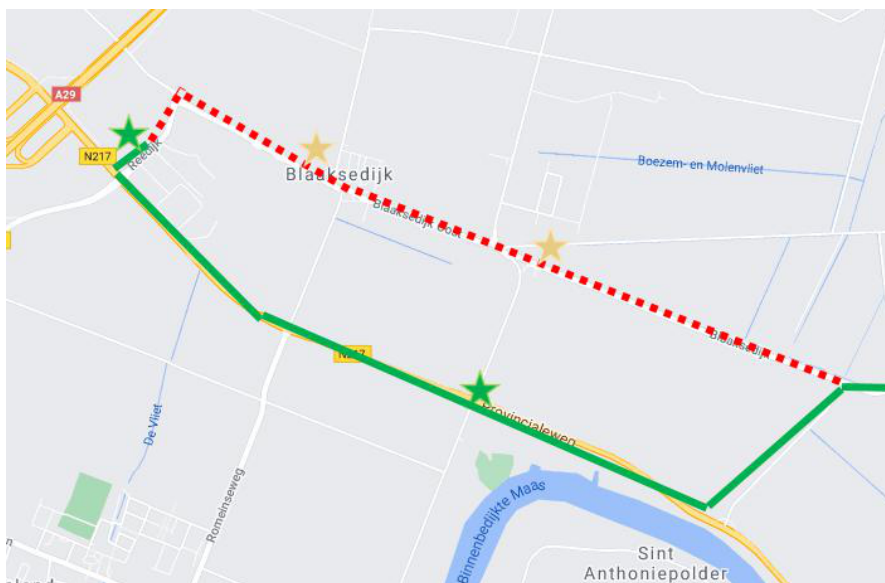 A29
N217
Reedijk
Blaaksedijk
Boezem- en Molenvliet
Blaaksedijk Oost
Blaaksedijk
N217
Provincialeweg
De Vliet
Romeinseweg
Binnenbedijkte Maas
Sint
Anthoniepolder